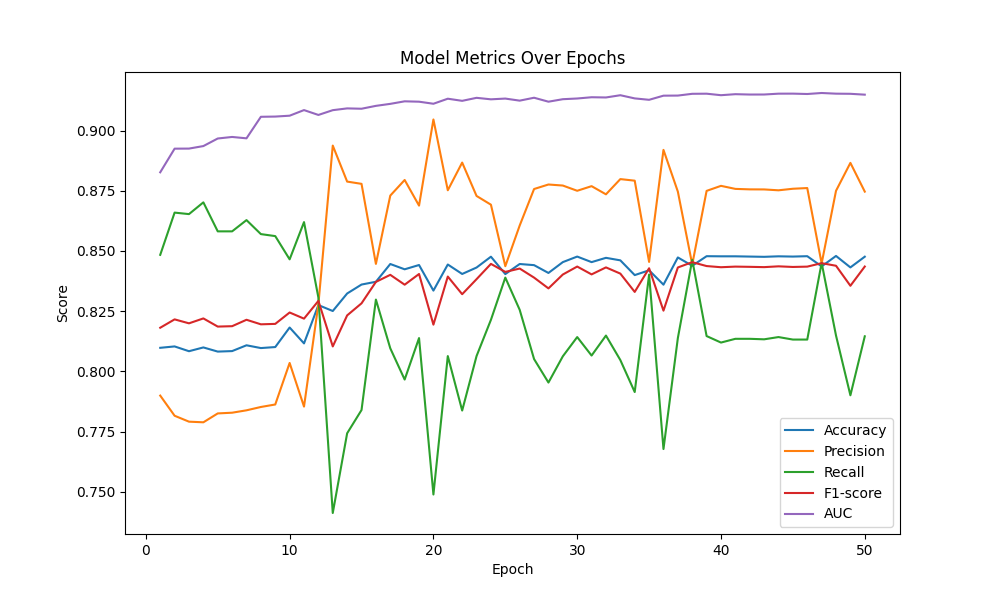 Model Metrics Over Epochs
Score
0.900
0.875
0.850
0.825
0.800
0.775
0.750
0 10 20 30 40 50
Epoch
Accuracy
Precision
Recall
F1-score
AUC